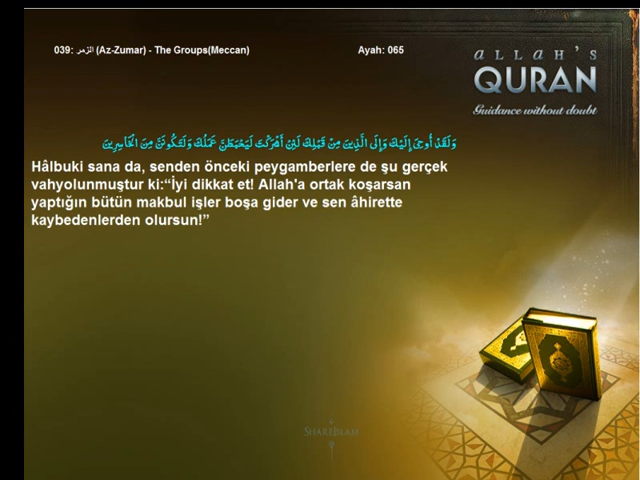 039: الزمر (Az-Zumar) - The Groups(Meccan) Ayah: 065
ALLAH'S
QURAN
Guidance without doubt
وَلَقَدْ أُوحِيَ إِلَيْكَ وَإِلَى الَّذِينَ مِنْ قَبْلِكَ لَئِنْ أَشْرَكْتَ لَيَحْبَطَنَّ عَمَلُكَ وَلَتَكُونَنَّ مِنَ الْخَاسِرِينَ
Hâlbuki sana da, senden önceki peygamberlere de şu gerçek
vahyolunmuştur ki:“İyi dikkat et! Allah'a ortak koşarsan
yaptığın bütün makbul işler boşa gider ve sen âhirette
kaybedenlerden olursun!”
SHAREISLAM